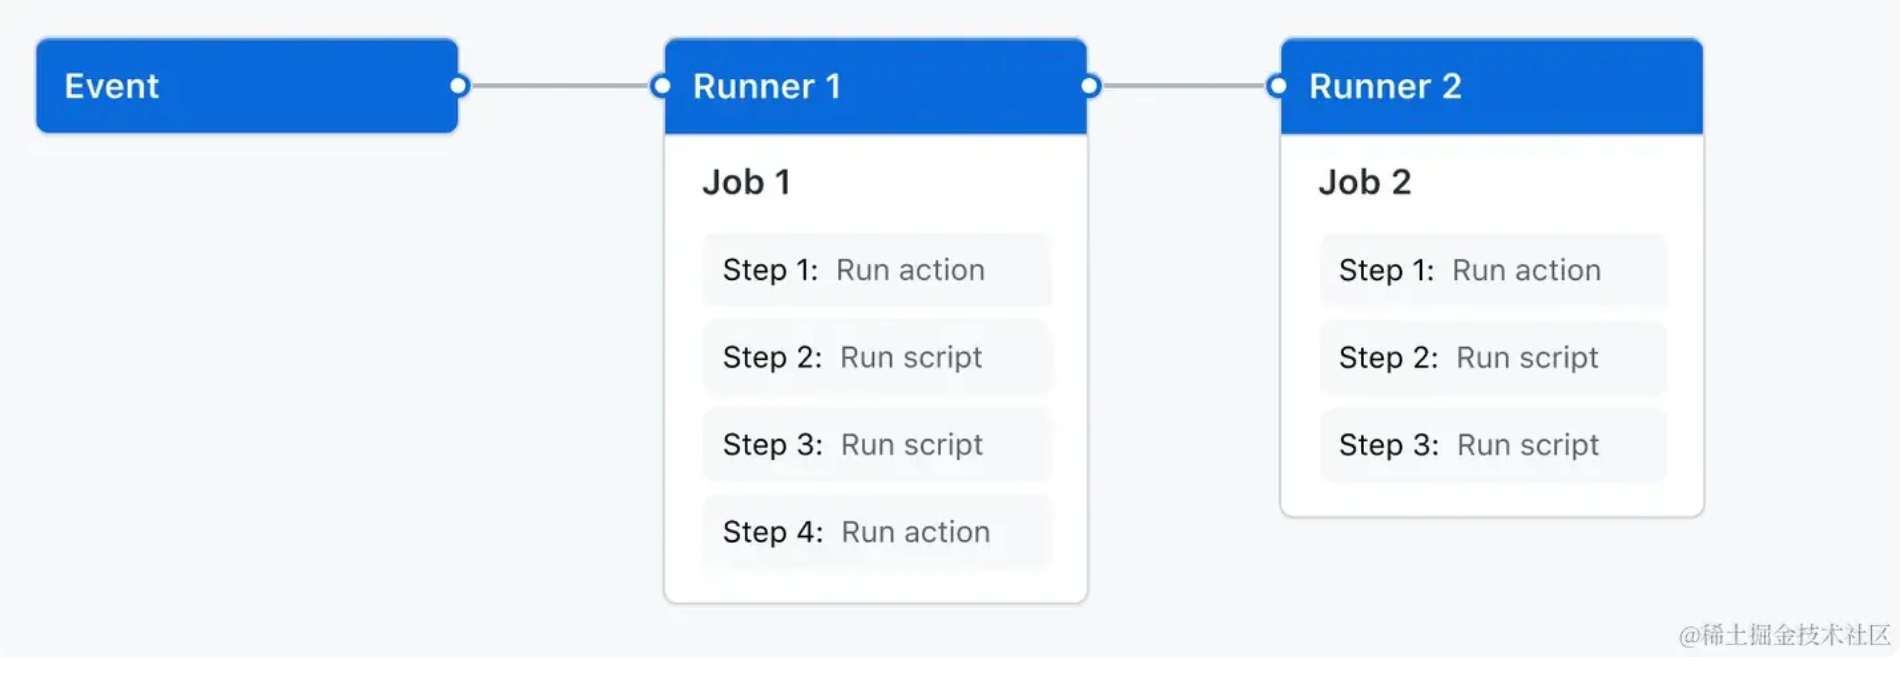 Event
Runner 1
Job 1
Step 1: Run action
Step 2: Run script
Step 3: Run script
Step 4: Run action
Runner 2
Job 2
Step 1: Run action
Step 2: Run script
Step 3: Run script
@稀土掘金技术社区